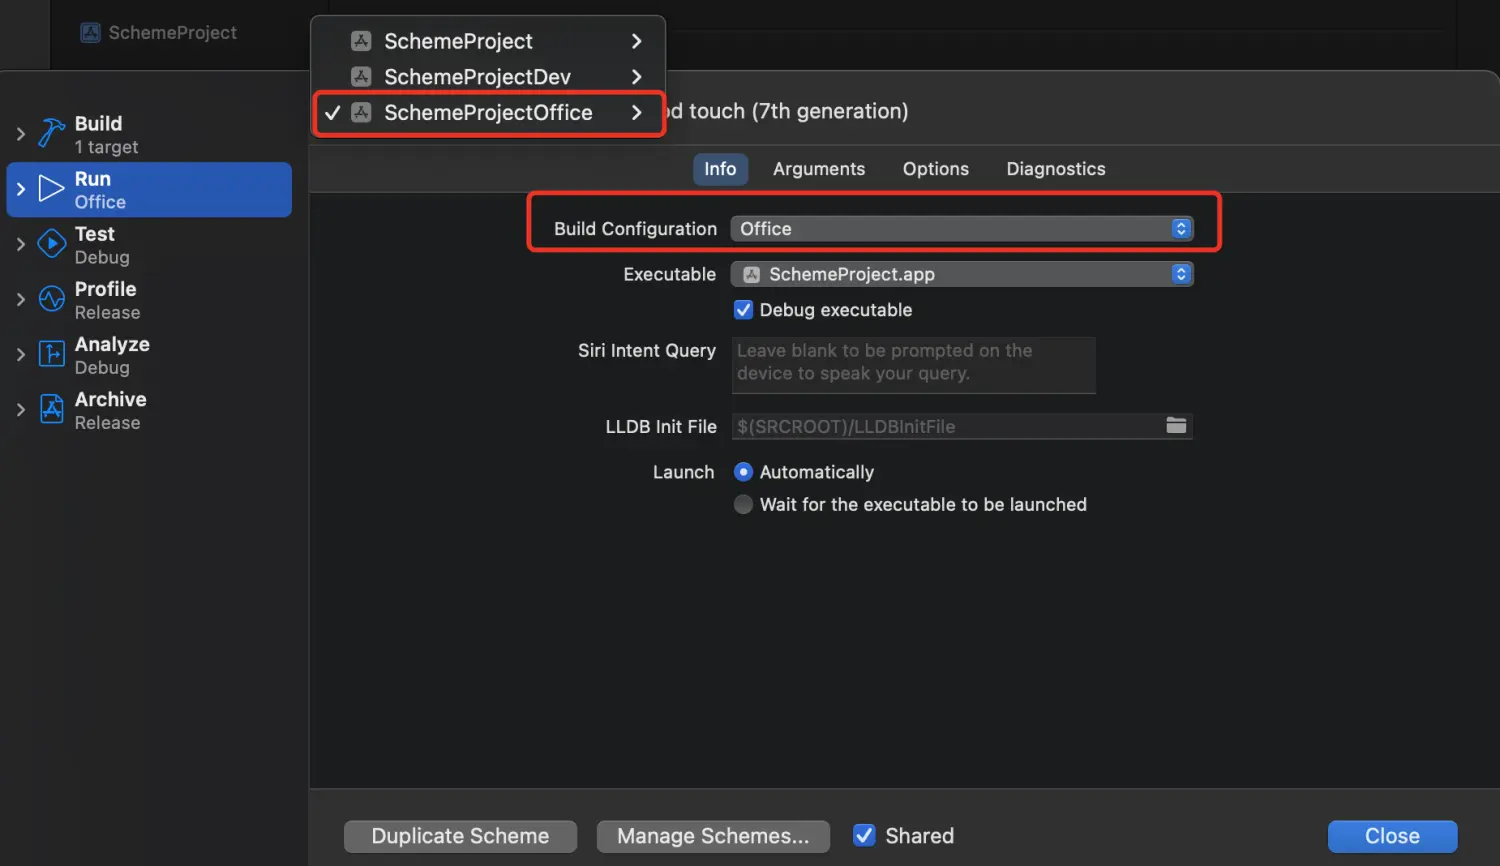 SchemeProject
SchemeProject
SchemeProjectDev
SchemeProjectOffice
od touch (7th generation)
Build
1 target
Run
Office
Test
Debug
Profile
Release
Analyze
Debug
Archive
Release
Info
Arguments
Options
Diagnostics
Build Configuration
Office
Executable
SchemeProject.app
Debug executable
Siri Intent Query
Leave blank to be prompted on the
device to speak your query.
LLDB Init File
$(SRCROOT)/LLDBInitFile
Launch
Automatically
Wait for the executable to be launched
Duplicate Scheme
Manage Schemes...
Shared
Close